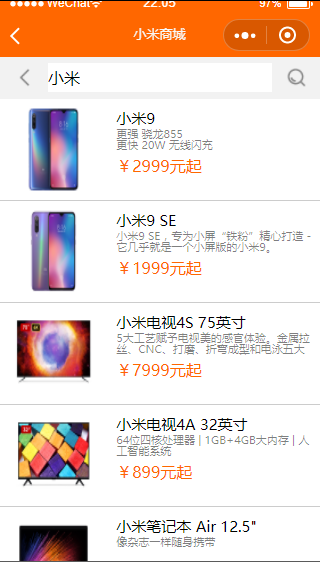 WeChat
22:05
97%
小米商城
小米
小米9
更强 骁龙855
更快 20W 无线闪充
￥2999元起
小米9 SE
小米9 SE，专为小屏“铁粉”精心打造 -
它几乎就是一个小屏版的小米9。
￥1999元起
小米电视4S 75英寸
5大工艺赋予电视美的感官体验。金属拉
丝、CNC、打磨、折弯成型和电泳五大
￥7999元起
小米电视4A 32英寸
64位四核处理器 | 1GB+4GB大内存 | 人
工智能系统
￥899元起
小米笔记本 Air 12.5"
像杂志一样随身携带